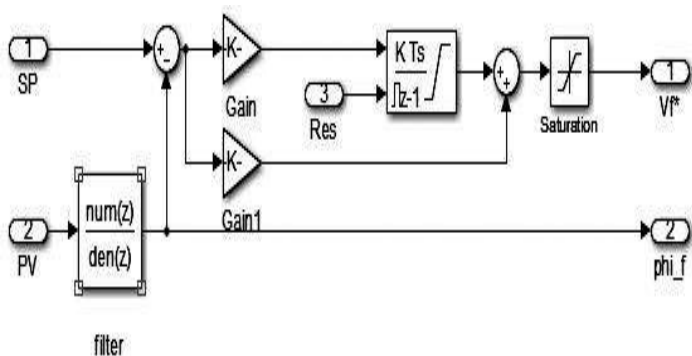 1
SP
+
-
K-
Gain
K Ts
z-1
3
Res
+
+
Saturation
1
Vf*
K-
Gain1
2
PV
num(z)
den(z)
filter
2
phi_f